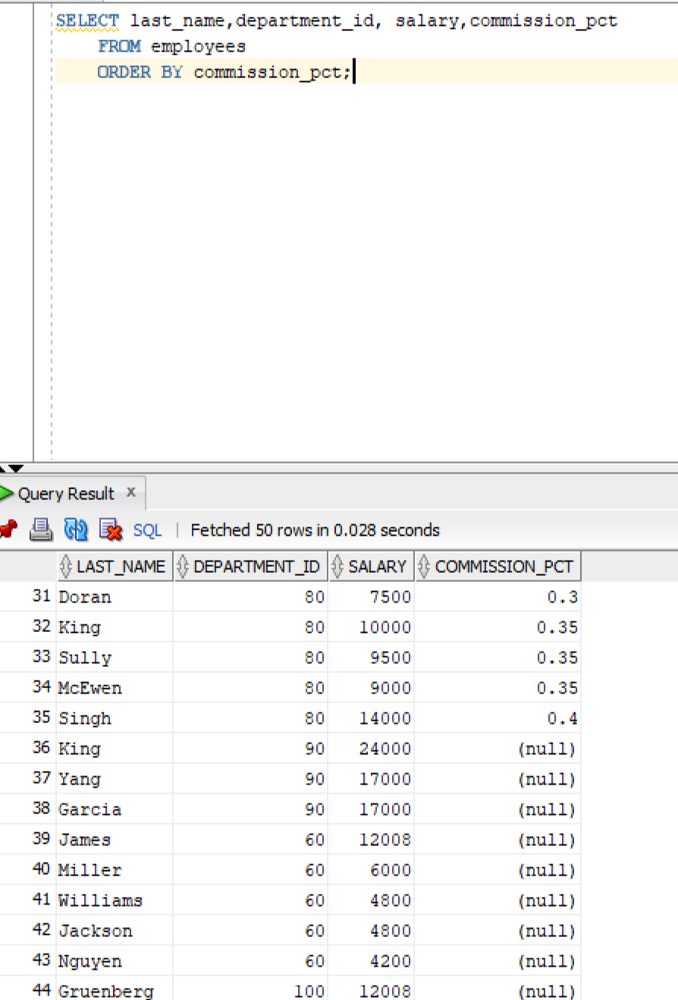 SELECT last_name,department_id, salary,commission_pct
FROM employees
ORDER BY commission_pct;
Query Result x
SQL | Fetched 50 rows in 0.028 seconds
LAST_NAME DEPARTMENT_ID SALARY COMMISSION_PCT
31 Doran 80 7500 0.3
32 King 80 10000 0.35
33 Sully 80 9500 0.35
34 McEwen 80 9000 0.35
35 Singh 80 14000 0.4
36 King 90 24000 (null)
37 Yang 90 17000 (null)
38 Garcia 90 17000 (null)
39 James 60 12008 (null)
40 Miller 60 6000 (null)
41 Williams 60 4800 (null)
42 Jackson 60 4800 (null)
43 Nguyen 60 4200 (null)
44 Gruenberg 100 12008 (null)